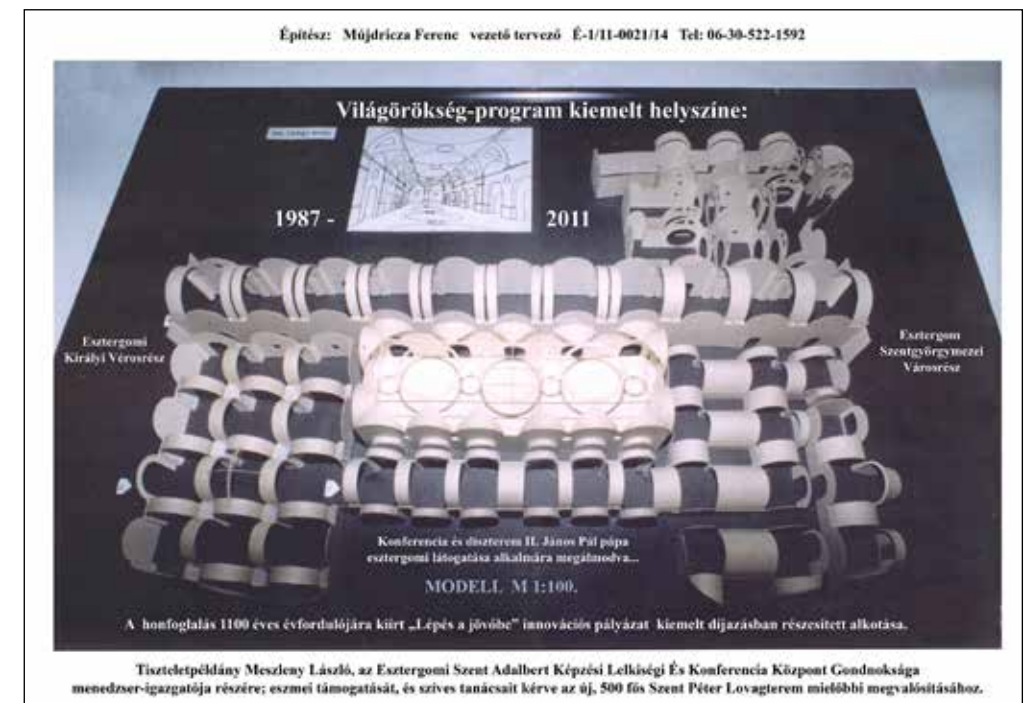 Építész: Mújdricza Ferenc vezető tervező É-1/11-0021/14 Tel: 06-30-522-1592
Világörökség-program kiemelt helyszíne:
1987 - 2011
Esztergomi
Királyi Vérosrész
Esztergom
Szentgyörgymezei
Városrész
Konferencia és díszterem II. János Pál pápa
esztergomi látogatása alkalmára megálmodva...
MODELL M 1:100.
A honfoglalás 1100 éves évfordulójára kiírt „Lépés a jövőbe” innovációs pályázat kiemelt díjazásban részesített alkotása.
Tiszteletpéldány Meszleny László, az Esztergomi Szent Adalbert Képzési Lelkiségi És Konferencia Központ Gondnoksága
menedzser-igazgatója részére; eszmei támogatását, és szíves tanácsait kérve az új, 500 fős Szent Péter Lovagterem mielőbbi megvalósításához.